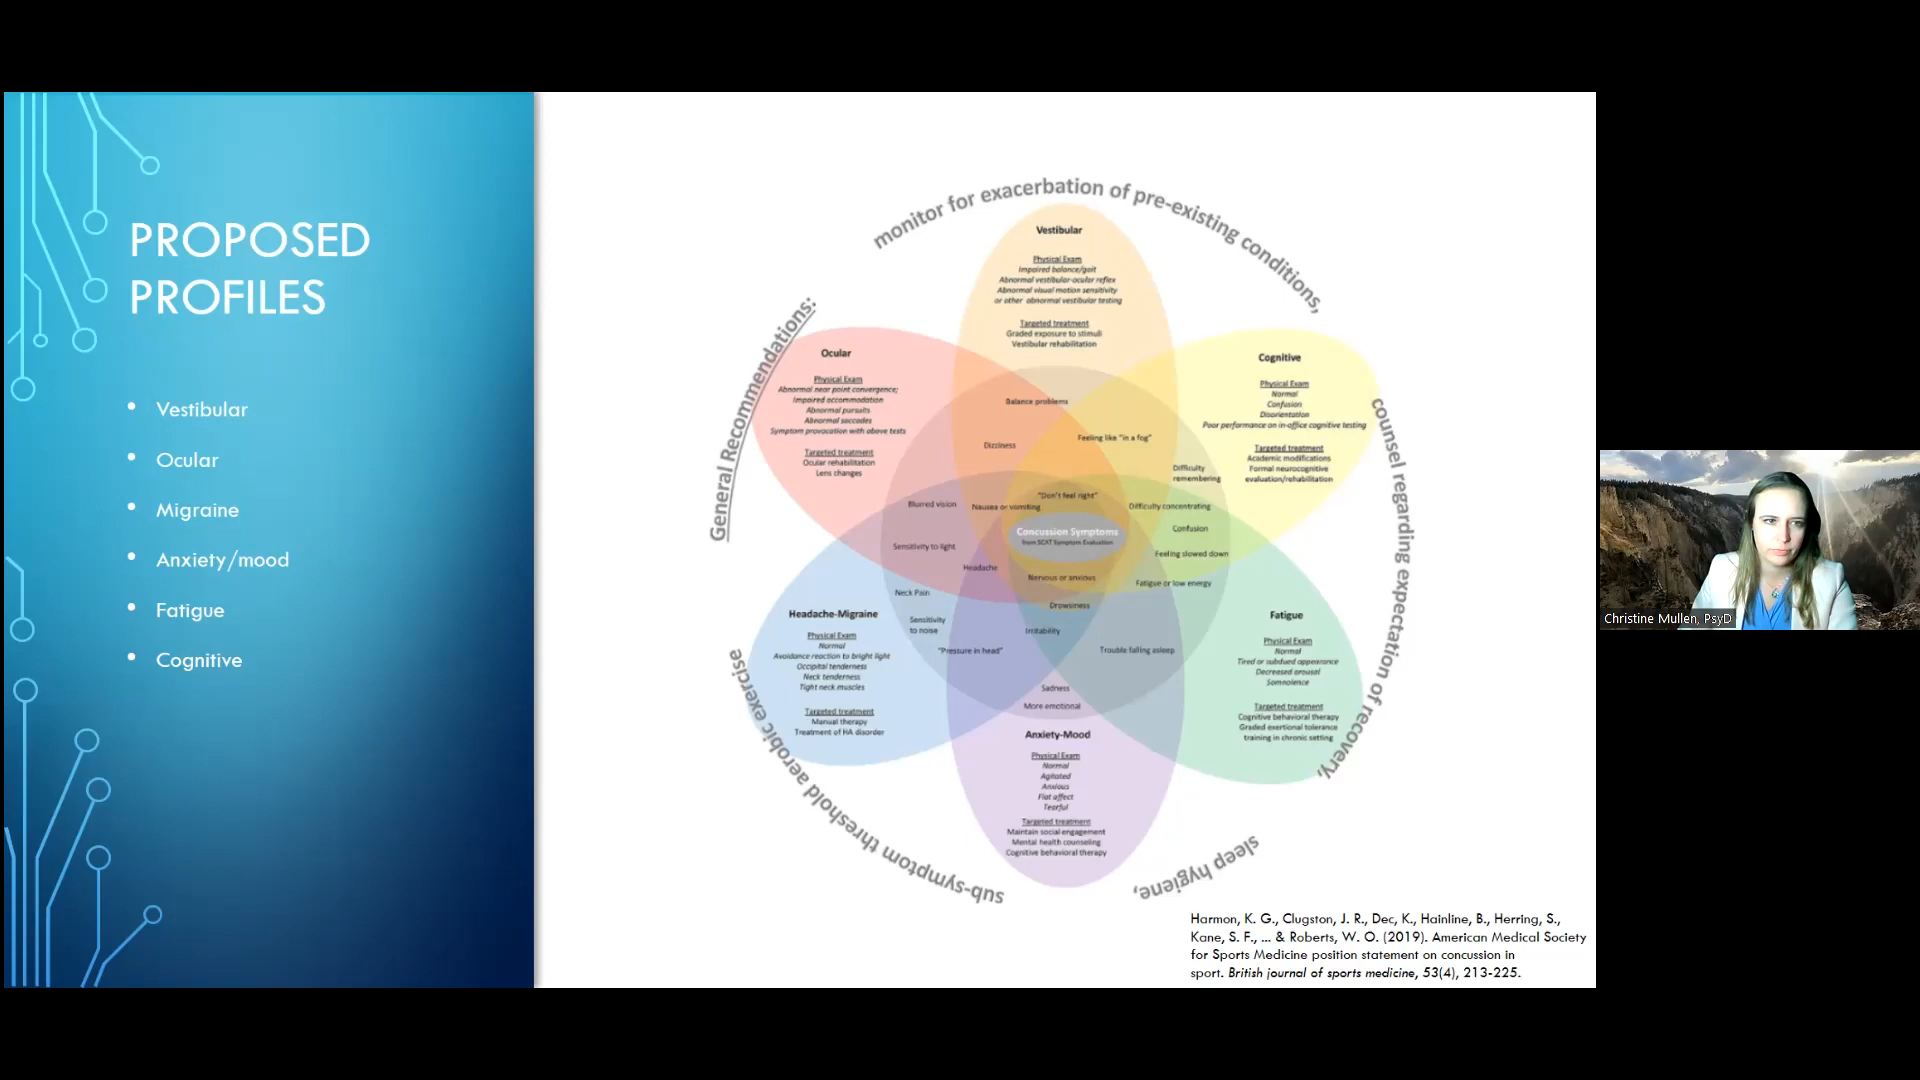 PROPOSED
PROFILES
• Vestibular
• Ocular
• Migraine
• Anxiety/mood
• Fatigue
• Cognitive
General Recommendations:
monitor for exacerbation of pre-existing conditions,
counsel regarding expectation of recovery,
sleep hygiene,
sub-symptom threshold aerobic exercise
Vestibular
Physical Exam
Impaired balance/gait
Abnormal vestibular-ocular reflex
Abnormal visual motion sensitivity
or other abnormal vestibular testing
Targeted treatment
Graded exposure to stimuli
Vestibular rehabilitation
Ocular
Physical Exam
Abnormal near point convergence;
Impaired accommodation
Abnormal pursuits
Abnormal saccades
Symptom provocation with above tests
Targeted treatment
Ocular rehabilitation
Lens changes
Cognitive
Physical Exam
Normal
Confusion
Disorientation
Poor performance on in-office cognitive testing
Targeted treatment
Academic modifications
Formal neurocognitive
evaluation/rehabilitation
Balance problems
Dizziness
Feeling like "in a fog"
Difficulty
remembering
"Don't feel right"
Blurred vision
Nausea or vomiting
Difficulty concentrating
Concussion Symptoms
from SCAT Symptom Evaluation
Confusion
Sensitivity to light
Feeling slowed down
Headache
Nervous or anxious
Fatigue or low energy
Neck Pain
Drowsiness
Sensitivity
to noise
Irritability
"Pressure in head"
Trouble falling asleep
Sadness
More emotional
Headache-Migraine
Physical Exam
Normal
Avoidance reaction to bright light
Occipital tenderness
Neck tenderness
Tight neck muscles
Targeted treatment
Manual therapy
Treatment of HA disorder
Fatigue
Physical Exam
Normal
Tired or subdued appearance
Decreased arousal
Somnolence
Targeted treatment
Cognitive behavioral therapy
Graded exertional tolerance
training in chronic setting
Anxiety-Mood
Physical Exam
Normal
Agitated
Anxious
Flat affect
Tearful
Targeted treatment
Maintain social engagement
Mental health counseling
Cognitive behavioral therapy
Harmon, K. G., Clugston, J. R., Dec, K., Hainline, B., Herring, S.,
Kane, S. F., ... & Roberts, W. O. (2019). American Medical Society
for Sports Medicine position statement on concussion in
sport. British journal of sports medicine, 53(4), 213-225.
Christine Mullen, PsyD